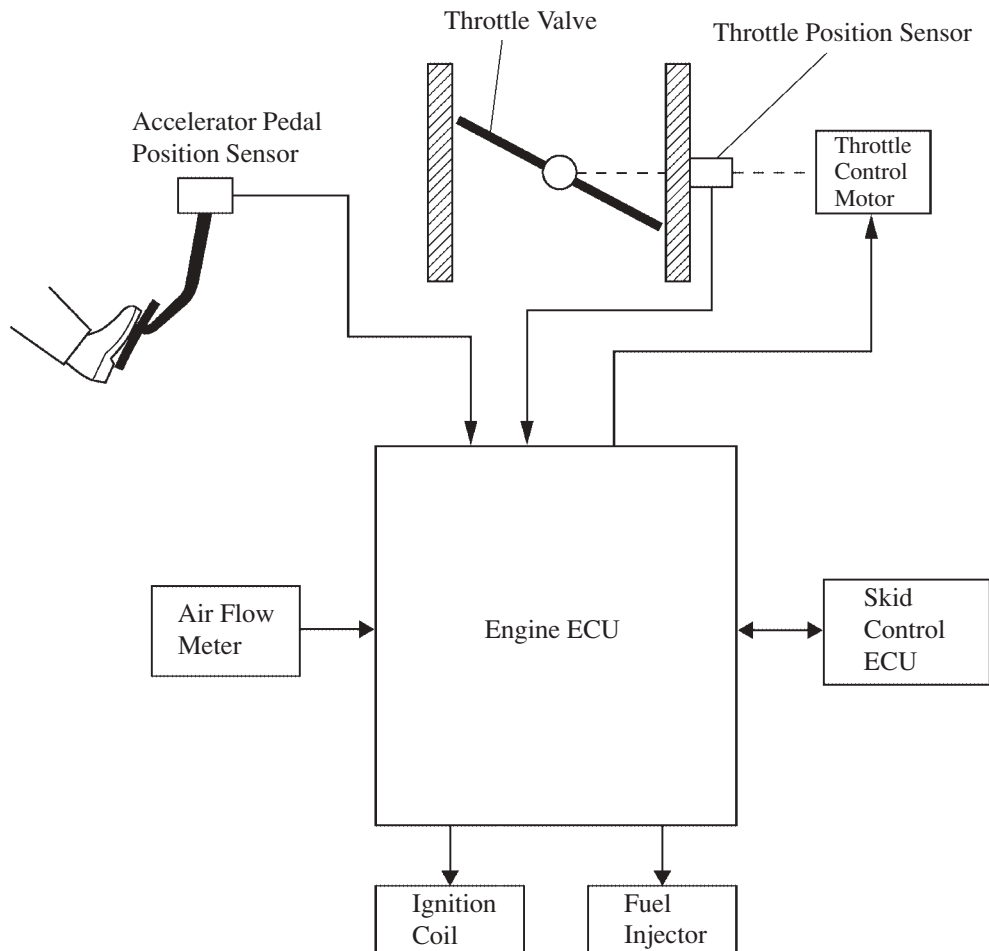 Throttle Valve
Throttle Position Sensor
Accelerator Pedal
Position Sensor
Throttle
Control
Motor
Air Flow
Meter
Engine ECU
Skid
Control
ECU
Ignition
Coil
Fuel
Injector